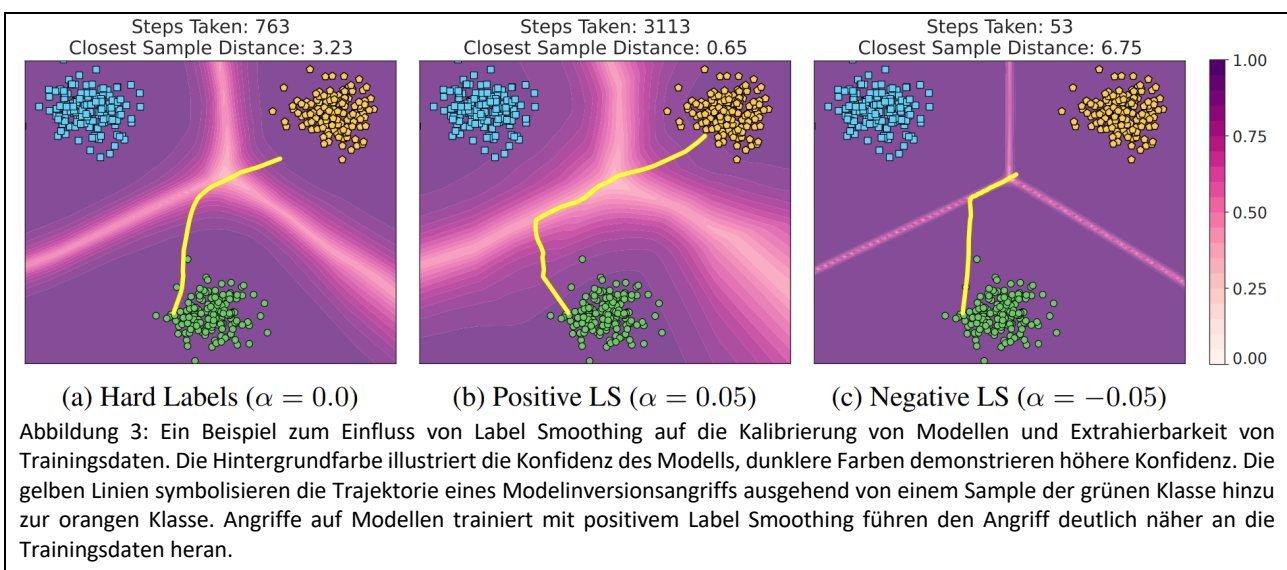 Steps Taken: 763
Closest Sample Distance: 3.23
Steps Taken: 3113
Closest Sample Distance: 0.65
Steps Taken: 53
Closest Sample Distance: 6.75
1.00
0.75
0.50
0.25
0.00
(a) Hard Labels (α = 0.0)
(b) Positive LS (α = 0.05)
(c) Negative LS (α = −0.05)
Abbildung 3: Ein Beispiel zum Einfluss von Label Smoothing auf die Kalibrierung von Modellen und Extrahierbarkeit von
Trainingsdaten. Die Hintergrundfarbe illustriert die Konfidenz des Modells, dunklere Farben demonstrieren höhere Konfidenz. Die
gelben Linien symbolisieren die Trajektorie eines Modelinversionsangriffs ausgehend von einem Sample der grünen Klasse hinzu
zur orangen Klasse. Angriffe auf Modellen trainiert mit positivem Label Smoothing führen den Angriff deutlich näher an die
Trainingsdaten heran.